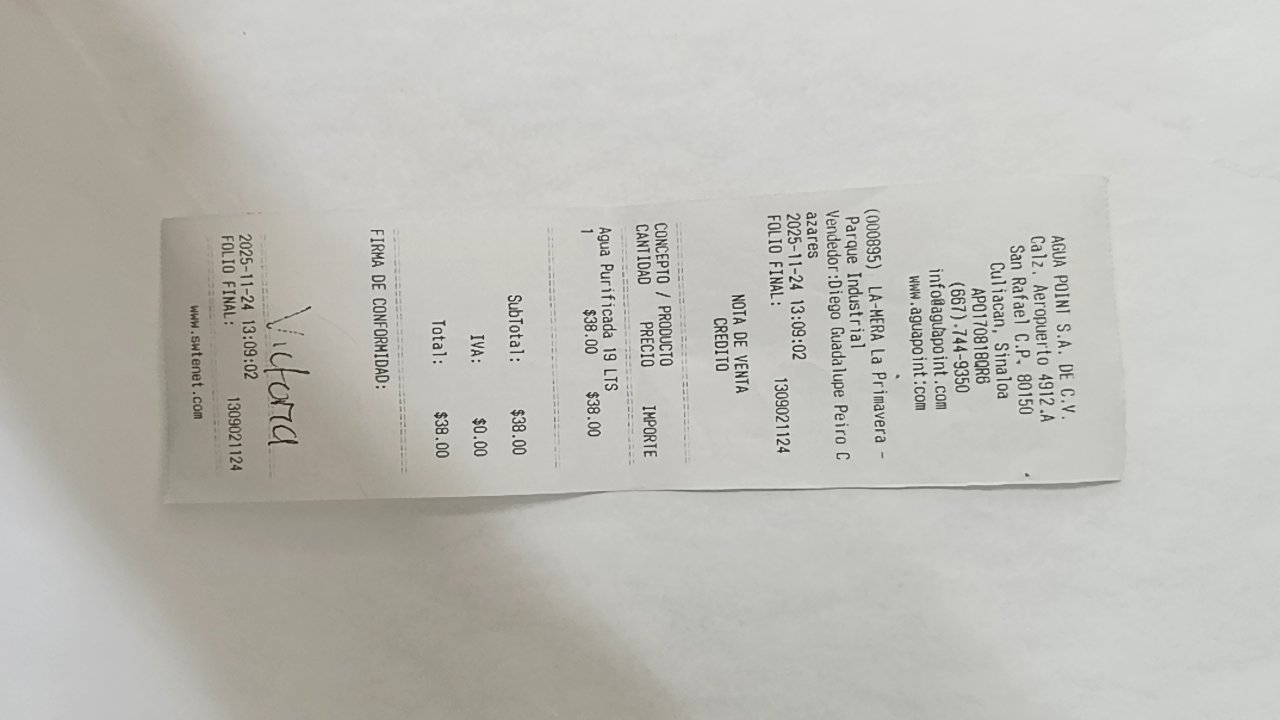 AGUA POINT S.A. DE C.V.
Calz. Aeropuerto 4912.A
San Rafael C.P. 80150
Culiacan, Sinaloa
APO170818QR6
(667).744-9350
info@aguapoint.com
www.aguapoint.com
(000895) LA-MERA La Primavera -
Parque Industrial
Vendedor:Diego Guadalupe Peiro C
azares
2025-11-24 13:09:02
FOLIO FINAL: 1309021124
NOTA DE VENTA
CREDITO
CONCEPTO / PRODUCTO
CANTIDAD PRECIO IMPORTE
Agua Purificada 19 LTS
1 $38.00 $38.00
SubTotal: $38.00
IVA: $0.00
Total: $38.00
FIRMA DE CONFORMIDAD:
Victoria
2025-11-24 13:09:02
FOLIO FINAL: 1309021124
www.swtenet.com